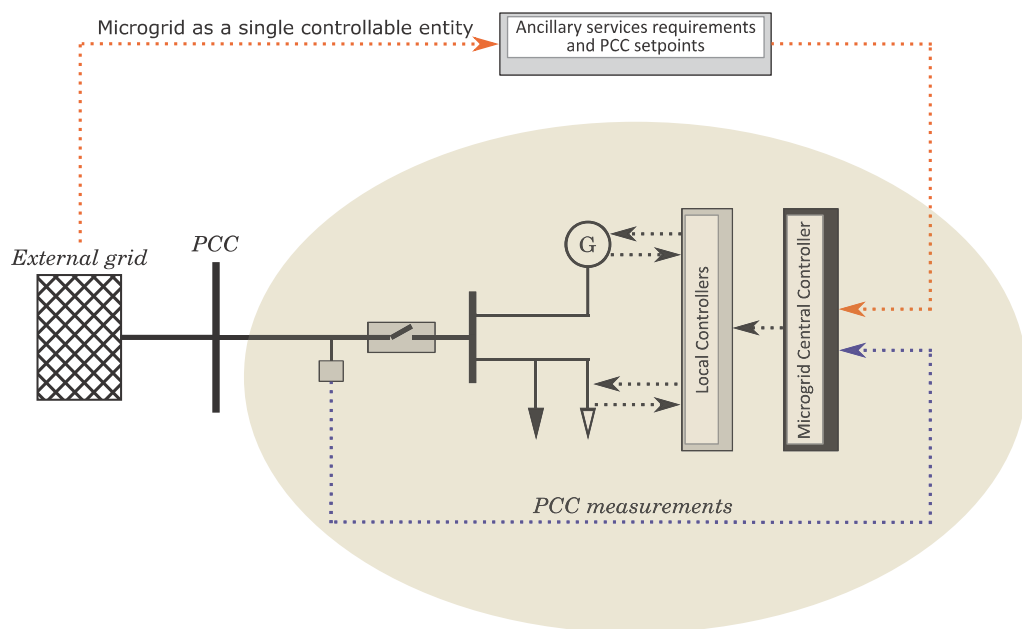 Microgrid as a single controllable entity
Ancillary services requirements
and PCC setpoints
External grid
PCC
G
Local Controllers
Microgrid Central Controller
PCC measurements